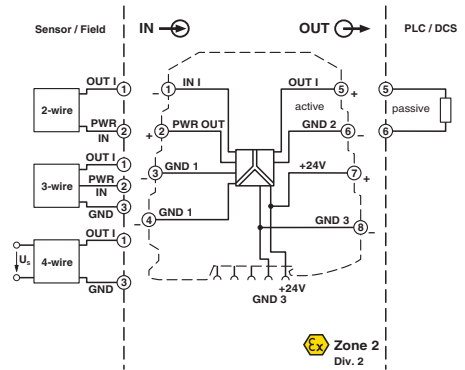 Sensor / Field
IN
OUT
PLC / DCS
OUT I
1
2-wire
PWR
IN
2
OUT I
1
3-wire
PWR
IN
2
GND
3
OUT I
1
Us
4-wire
GND
3
− 1 IN I
+ 2 PWR OUT
− 3 GND 1
− 4 GND 1
OUT I 5 +
active
GND 2 6 −
+24V 7 +
GND 3 8 −
+24V
GND 3
5
passive
6
Ex Zone 2
Div. 2